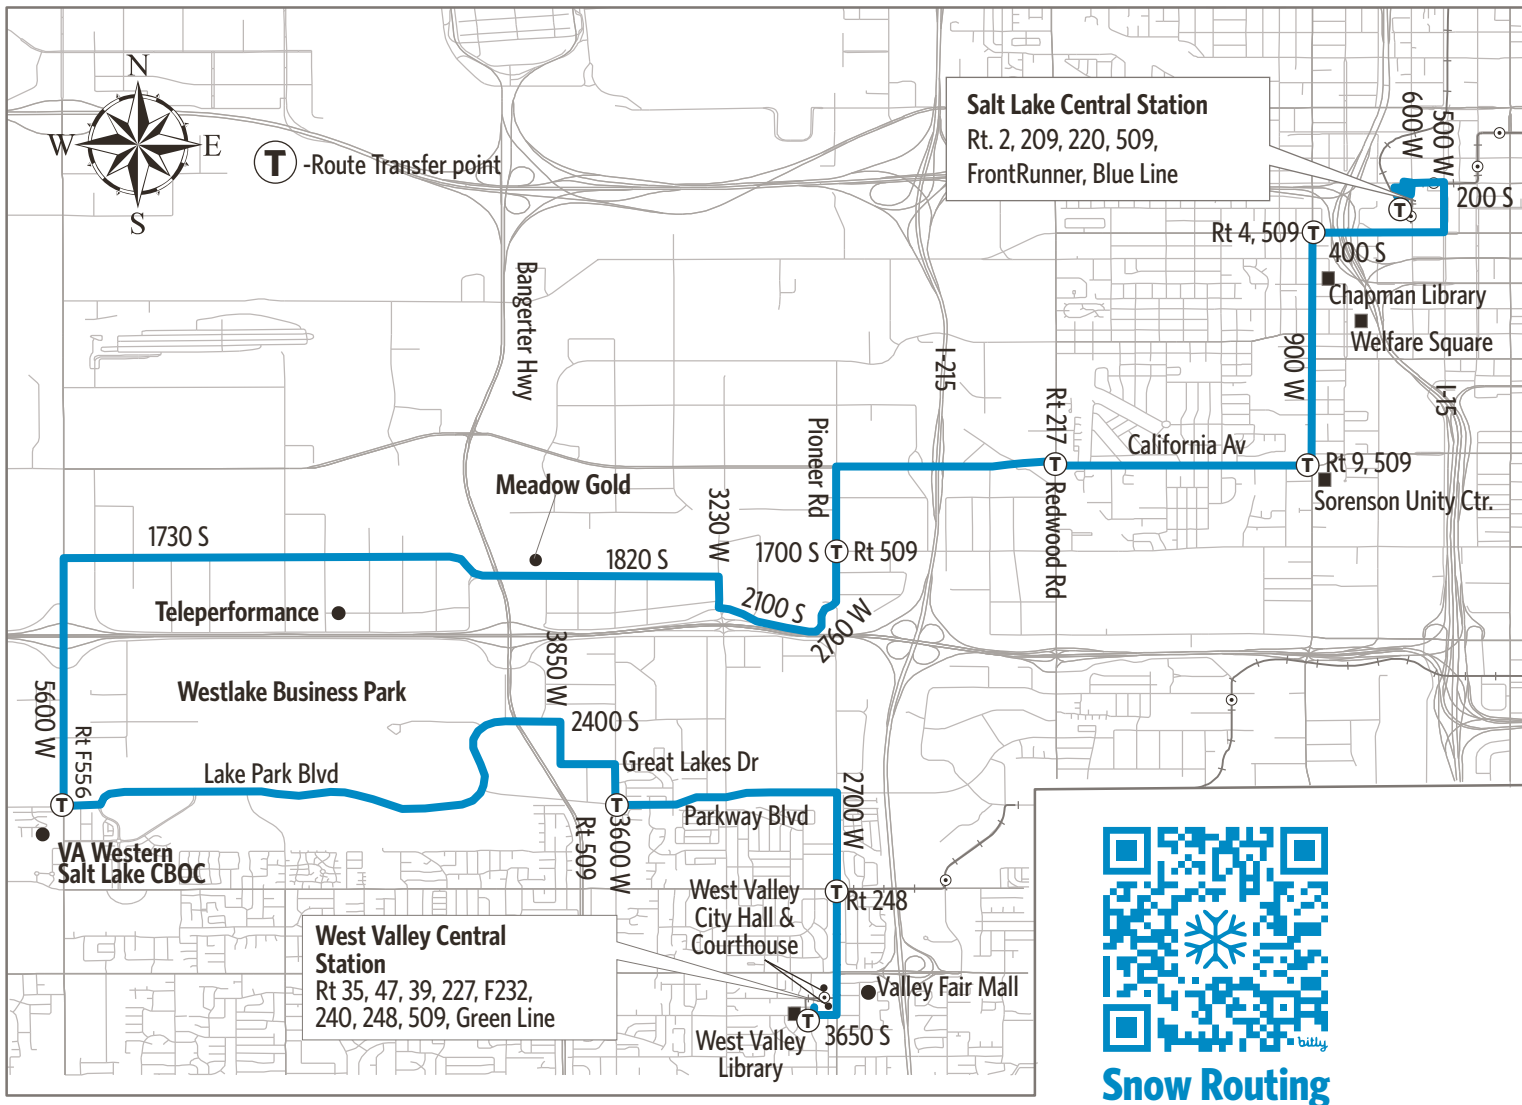 N
W
E
S
T
-Route Transfer point
Salt Lake Central Station
Rt. 2, 209, 220, 509,
FrontRunner, Blue Line
600 W
500 W
200 S
T
Rt 4, 509
T
400 S
Chapman Library
Welfare Square
900 W
I-15
I-215
Bangerter Hwy
Rt 217
California Av
T
T
Rt 9, 509
Sorenson Unity Ctr.
Redwood Rd
Pioneer Rd
Meadow Gold
3230 W
1730 S
1820 S
1700 S
T
Rt 509
2100 S
2760 W
Teleperformance
3850 W
5600 W
Westlake Business Park
2400 S
Rt F556
Lake Park Blvd
Great Lakes Dr
T
T
Parkway Blvd
2700 W
3600 W
Rt 509
VA Western
Salt Lake CBOC
West Valley
City Hall &
Courthouse
T
Rt 248
West Valley Central
Station
Rt 35, 47, 39, 227, F232,
240, 248, 509, Green Line
Valley Fair Mall
T
3650 S
West Valley
Library
bitly
Snow Routing